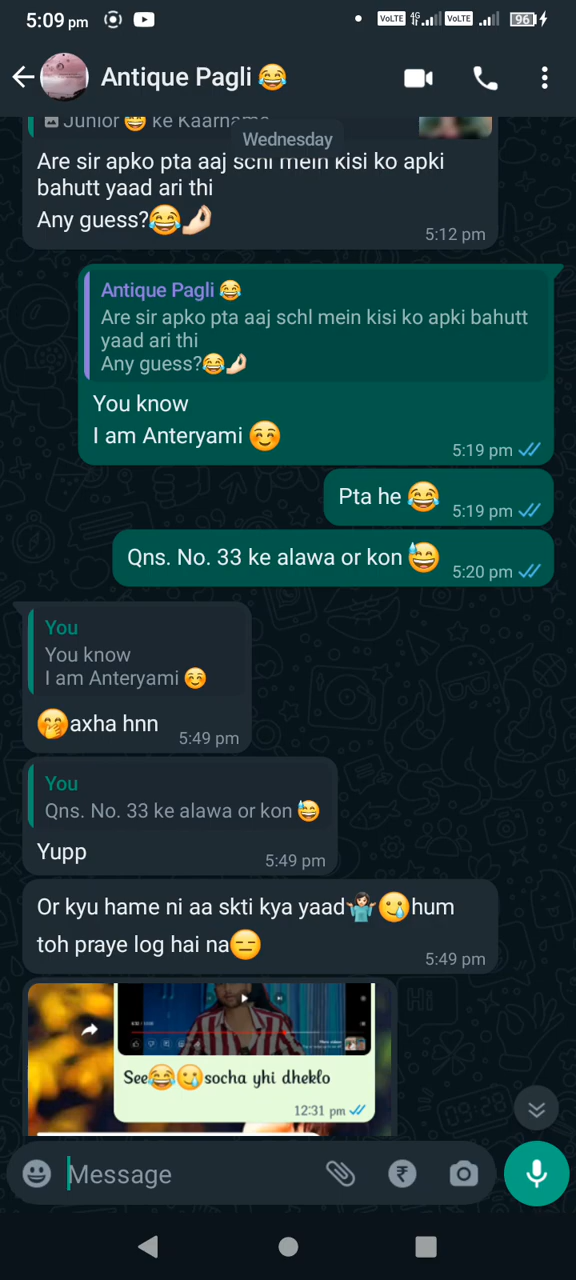 5:09 pm
VoLTE 4G VoLTE 96
Antique Pagli 😂
Junior 😅 ke Kaarname
Wednesday
Are sir apko pta aaj schl mein kisi ko apki
bahutt yaad ari thi
Any guess?😂🤌🏻
5:12 pm
Antique Pagli 😂
Are sir apko pta aaj schl mein kisi ko apki bahutt
yaad ari thi
Any guess?😂🤌🏻
You know
I am Anteryami ☺️
5:19 pm
Pta he 😂
5:19 pm
Qns. No. 33 ke alawa or kon 😅
5:20 pm
You
You know
I am Anteryami ☺️
🤭axha hnn
5:49 pm
You
Qns. No. 33 ke alawa or kon 😅
Yupp
5:49 pm
Or kyu hame ni aa skti kya yaad🤷🏻‍♀️🥲hum
toh praye log hai na😑
5:49 pm
See😂🥲socha yhi dheklo
12:31 pm
Hi
Message
₹